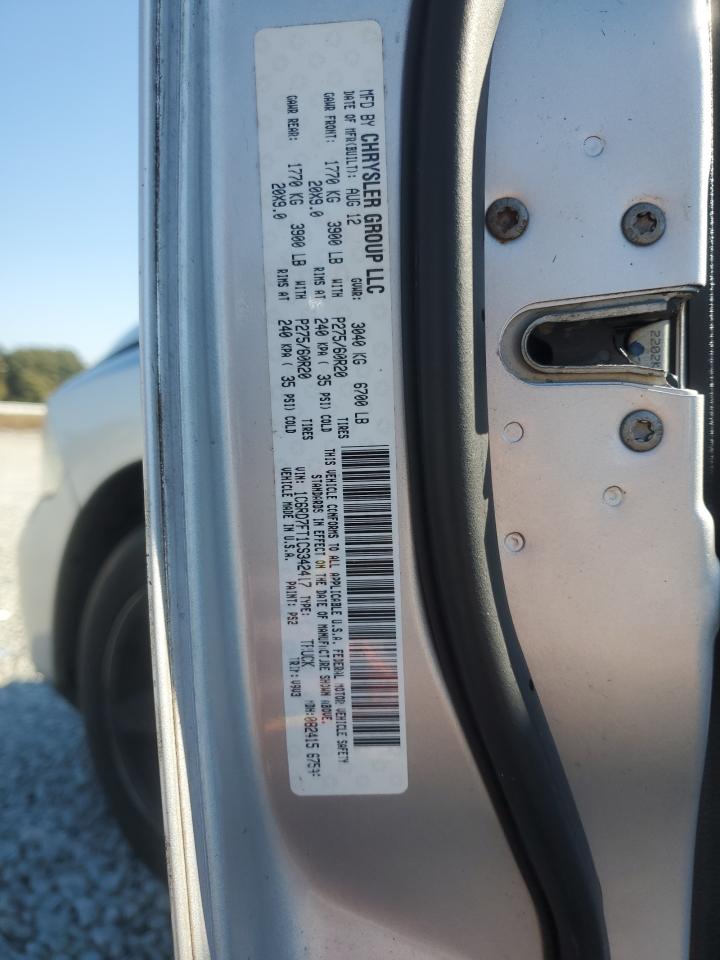 MFD BY CHRYSLER GROUP LLC
DATE OF MFR(BUILT): AUG 12 GVWR: 3040 KG 6700 LB
GAWR FRONT: 1770 KG 3900 LB WITH P275/60R20 TIRES
20X9.0 RIMS AT 240 KPA ( 35 PSI) COLD
GAWR REAR: 1770 KG 3900 LB WITH P275/60R20 TIRES
20X9.0 RIMS AT 240 KPA ( 35 PSI) COLD
THIS VEHICLE CONFORMS TO ALL APPLICABLE U.S.A. FEDERAL MOTOR VEHICLE SAFETY
STANDARDS IN EFFECT ON THE DATE OF MANUFACTURE SHOWN ABOVE.
VIN: 1C6RD7FT1CS342417 TYPE: TRUCK
VEHICLE MADE IN U.S.A. PAINT: PS2 TRIM: V9V3